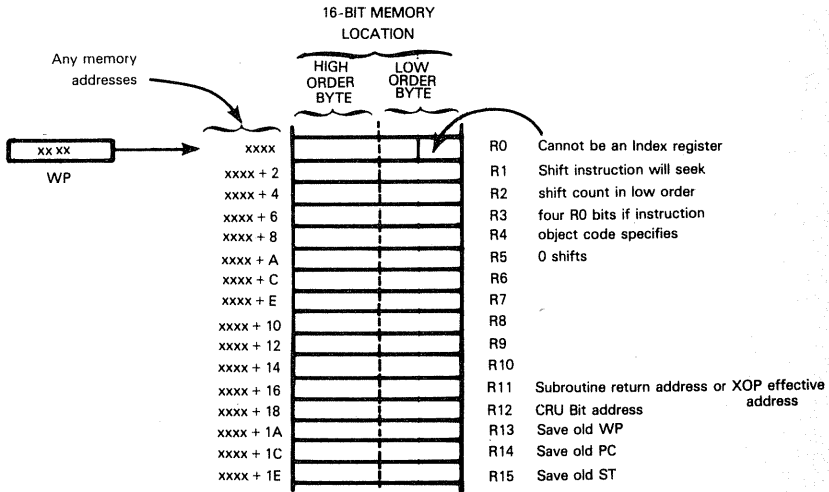 16-BIT MEMORY
LOCATION
Any memory
addresses
HIGH
ORDER
BYTE
LOW
ORDER
BYTE
xx xx
WP
xxxx R0 Cannot be an Index register
xxxx + 2 R1 Shift instruction will seek
xxxx + 4 R2 shift count in low order
xxxx + 6 R3 four R0 bits if instruction
xxxx + 8 R4 object code specifies
xxxx + A R5 0 shifts
xxxx + C R6
xxxx + E R7
xxxx + 10 R8
xxxx + 12 R9
xxxx + 14 R10
xxxx + 16 R11 Subroutine return address or XOP effective
address
xxxx + 18 R12 CRU Bit address
xxxx + 1A R13 Save old WP
xxxx + 1C R14 Save old PC
xxxx + 1E R15 Save old ST